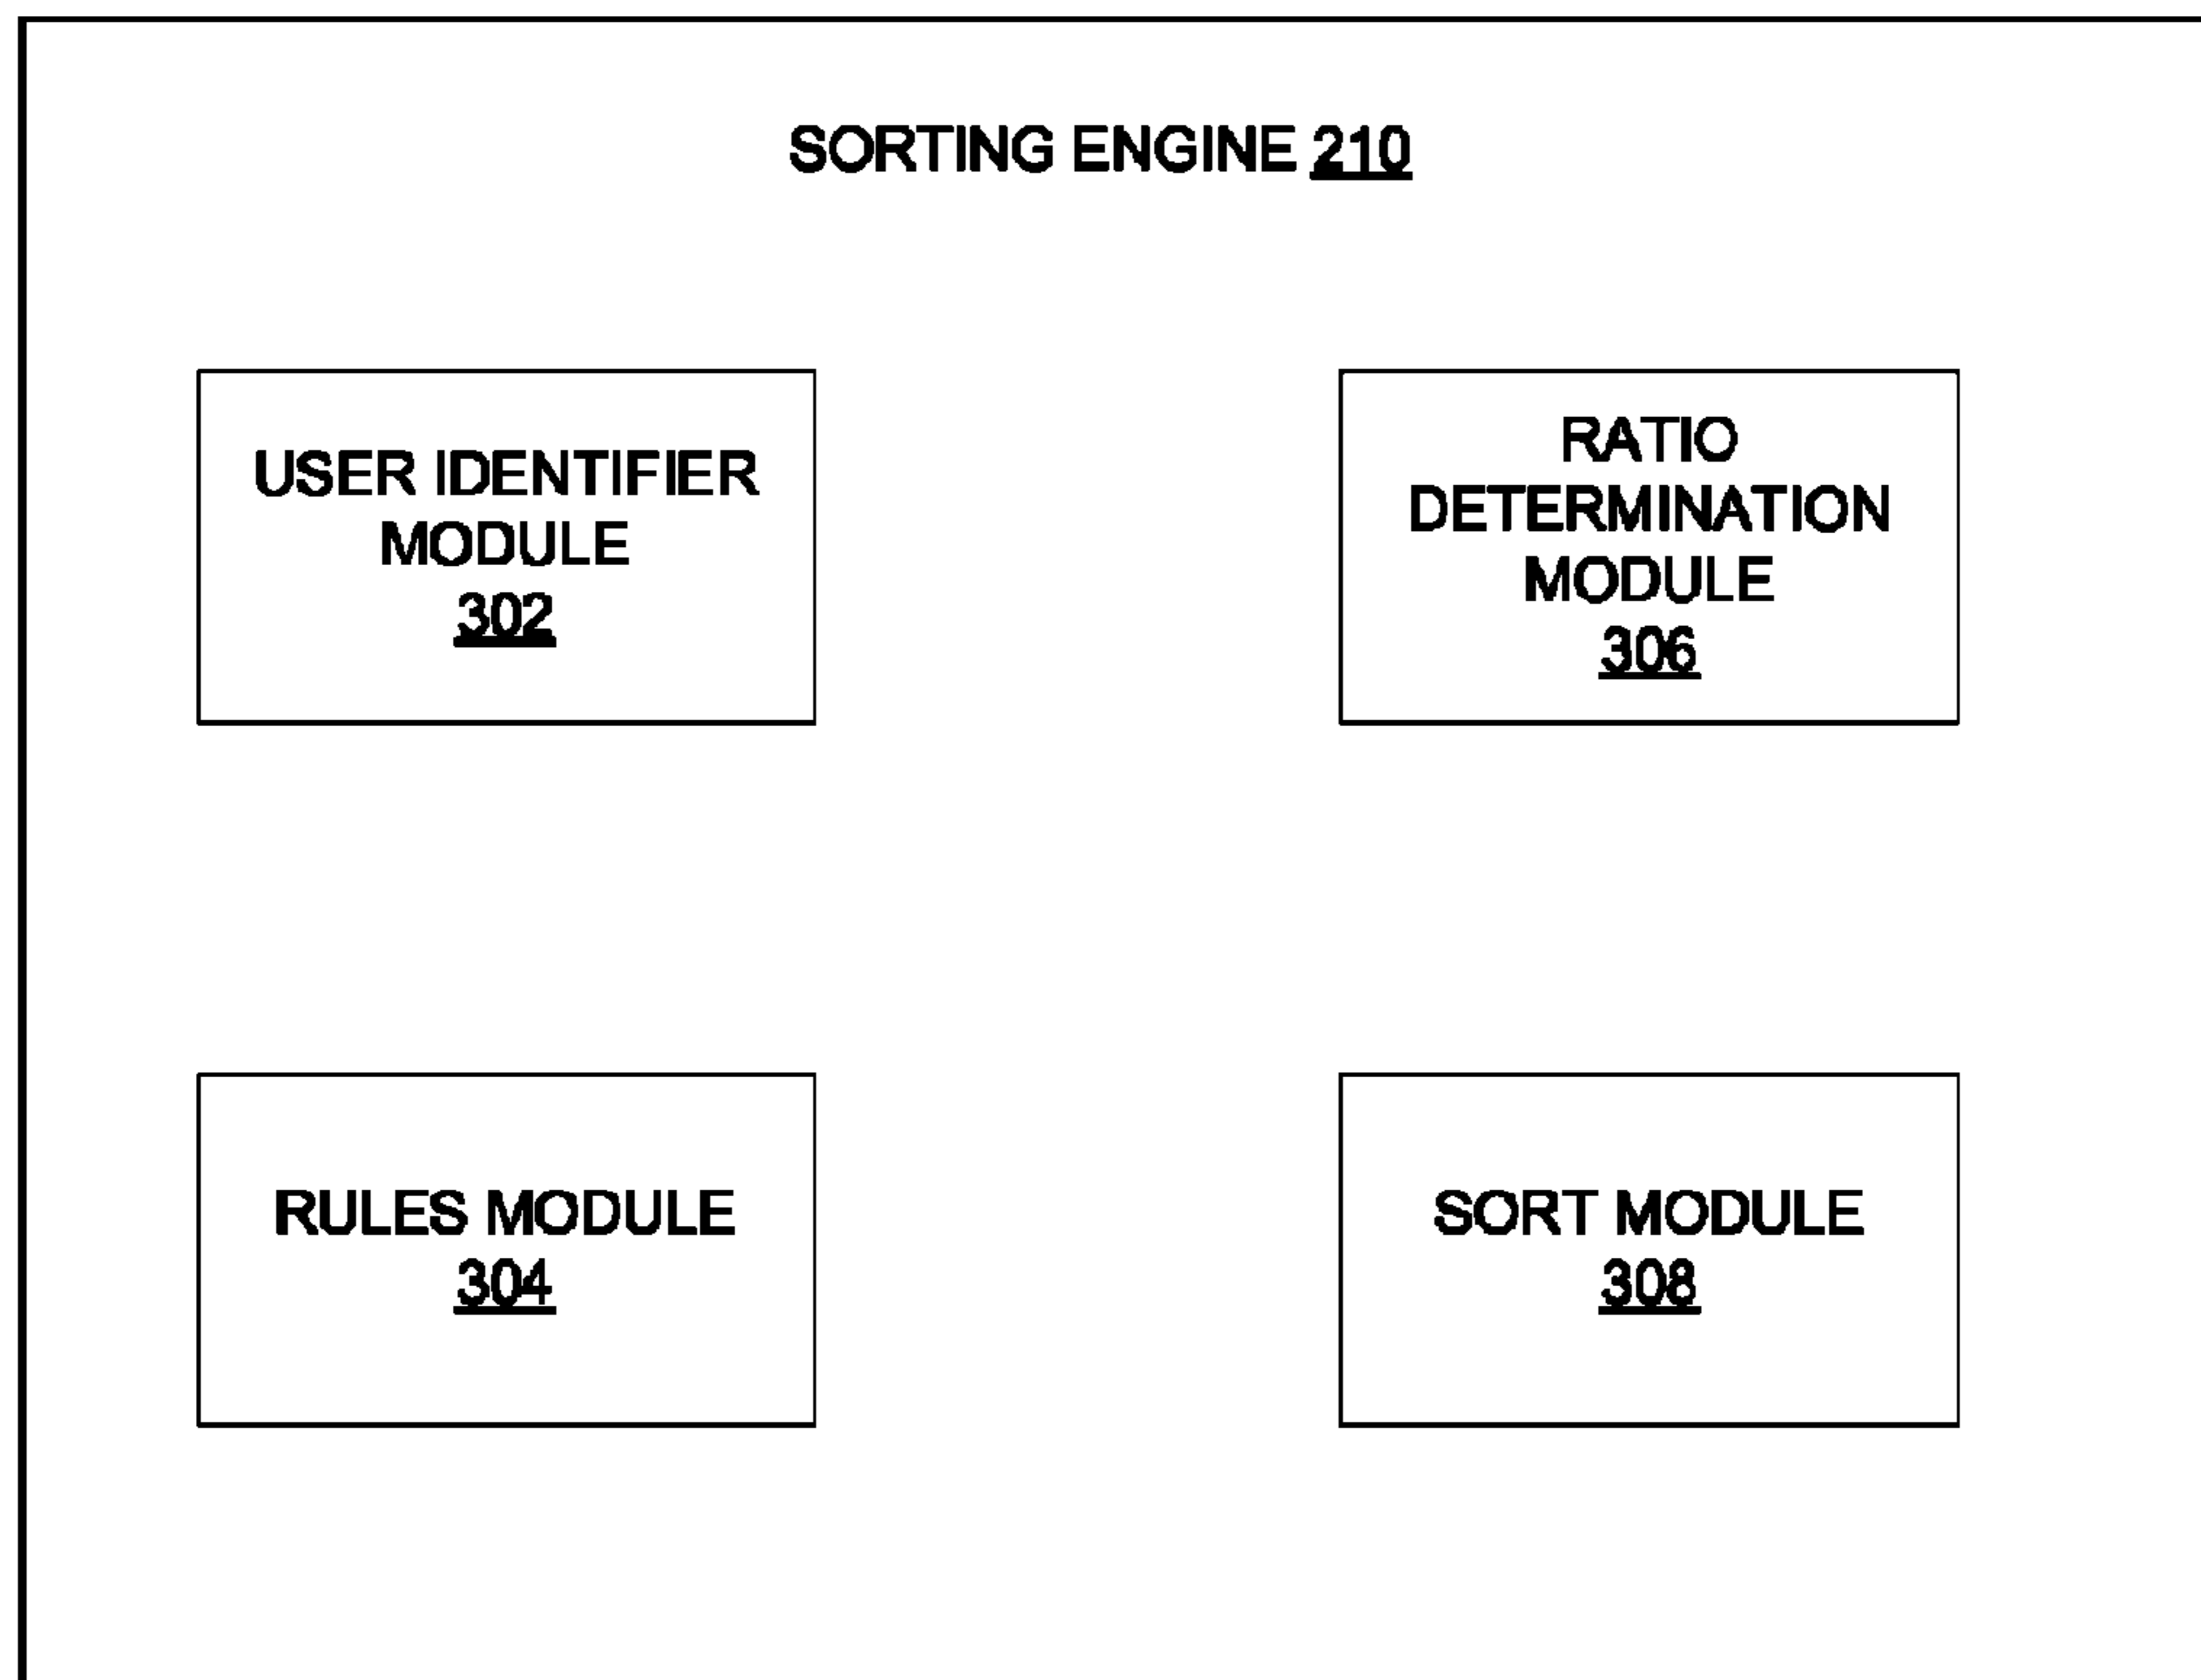 SORTING ENGINE 210
USER IDENTIFIER
MODULE
302
RATIO
DETERMINATION
MODULE
306
RULES MODULE
304
SORT MODULE
308